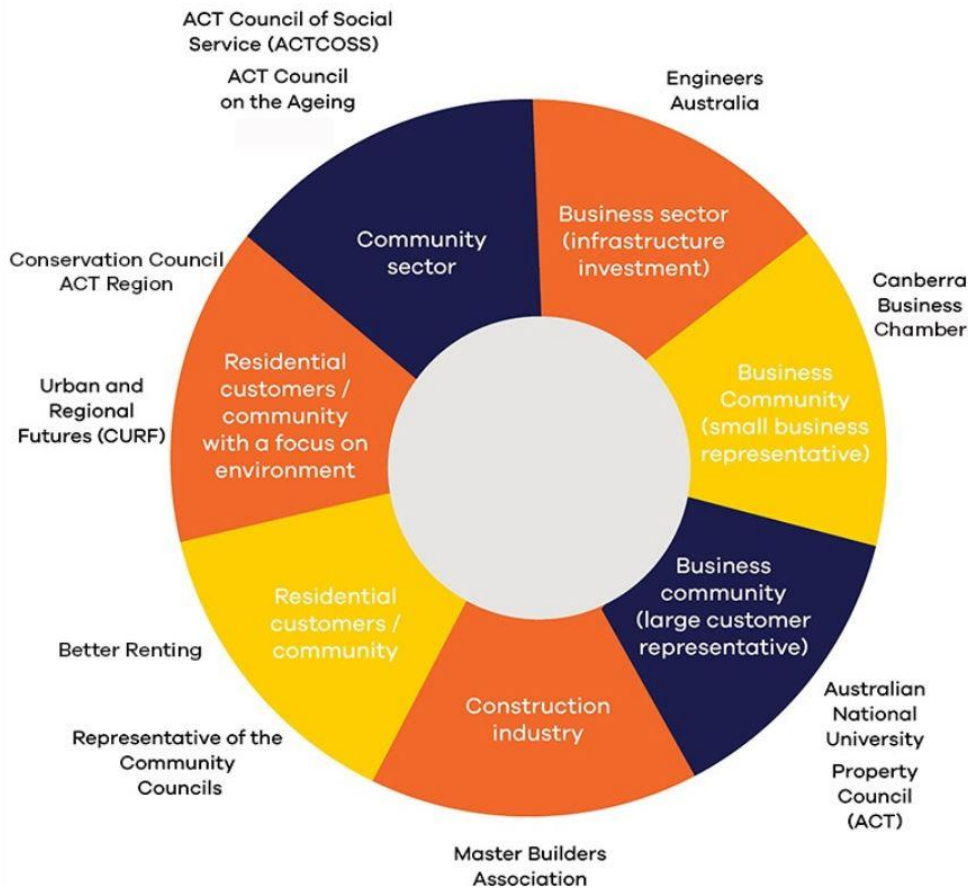 ACT Council of Social
Service (ACTCOSS)
ACT Council
on the Ageing
Engineers
Australia
Community
sector
Business sector
(infrastructure
investment)
Conservation Council
ACT Region
Canberra
Business
Chamber
Urban and
Regional
Futures (CURF)
Residential
customers /
community
with a focus on
environment
Business
Community
(small business
representative)
Business
community
(large customer
representative)
Residential
customers /
community
Better Renting
Construction
industry
Australian
National
University
Representative of the
Community
Councils
Property
Council
(ACT)
Master Builders
Association